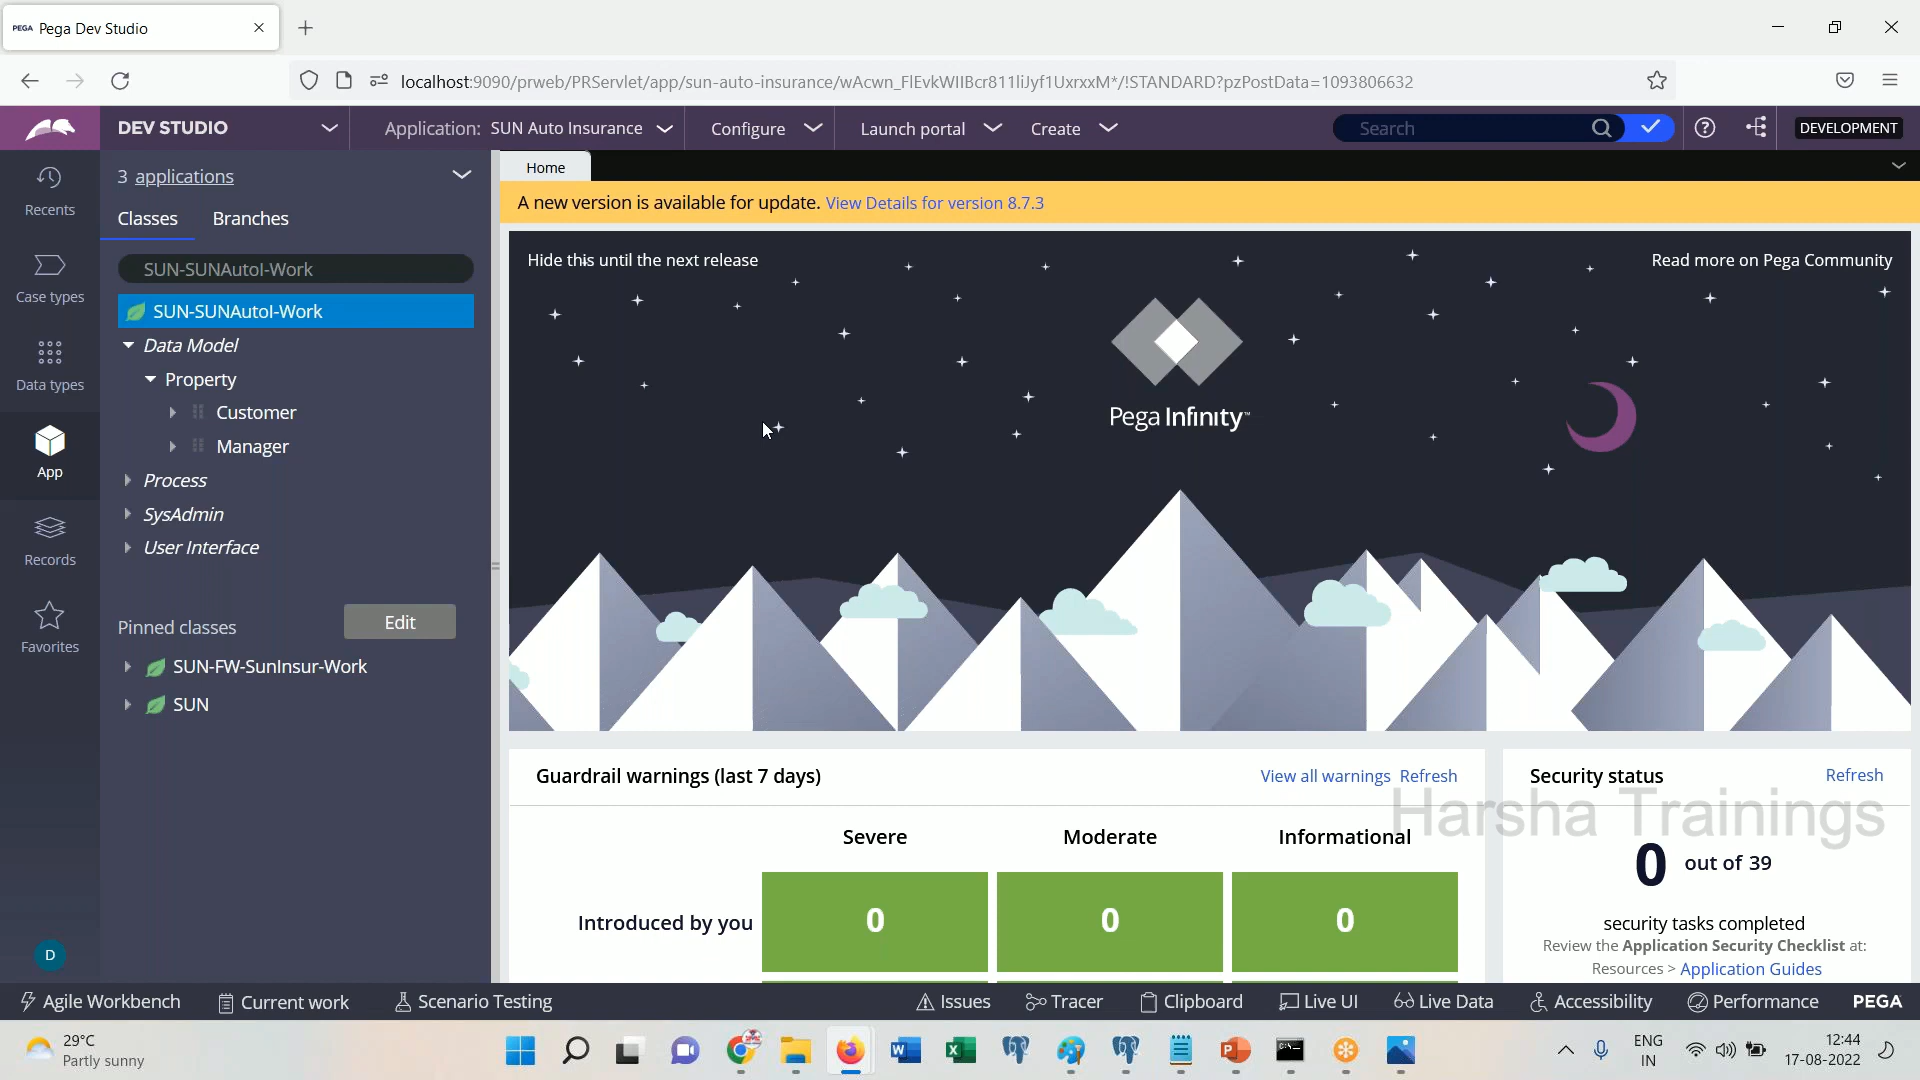 PEGA Pega Dev Studio
localhost:9090/prweb/PRServlet/app/sun-auto-insurance/wAcwn_FlEvkWIIBcr811liJyf1UxrxxM*/!STANDARD?pzPostData=1093806632
DEV STUDIO
Application: SUN Auto Insurance
Configure
Launch portal
Create
Search
DEVELOPMENT
Recents
Case types
Data types
App
Records
Favorites
D
3 applications
Classes Branches
SUN-SUNAutoI-Work
SUN-SUNAutoI-Work
Data Model
Property
Customer
Manager
Process
SysAdmin
User Interface
Pinned classes Edit
SUN-FW-SunInsur-Work
SUN
Home
A new version is available for update. View Details for version 8.7.3
Hide this until the next release
Read more on Pega Community
Pega Infinity™
Guardrail warnings (last 7 days)
View all warnings Refresh
Severe Moderate Informational
Introduced by you 0 0 0
Security status Refresh
Harsha Trainings
0 out of 39
security tasks completed
Review the Application Security Checklist at:
Resources > Application Guides
Agile Workbench Current work Scenario Testing Issues Tracer Clipboard Live UI Live Data Accessibility Performance PEGA
29°C
Partly sunny
ENG
IN
12:44
17-08-2022